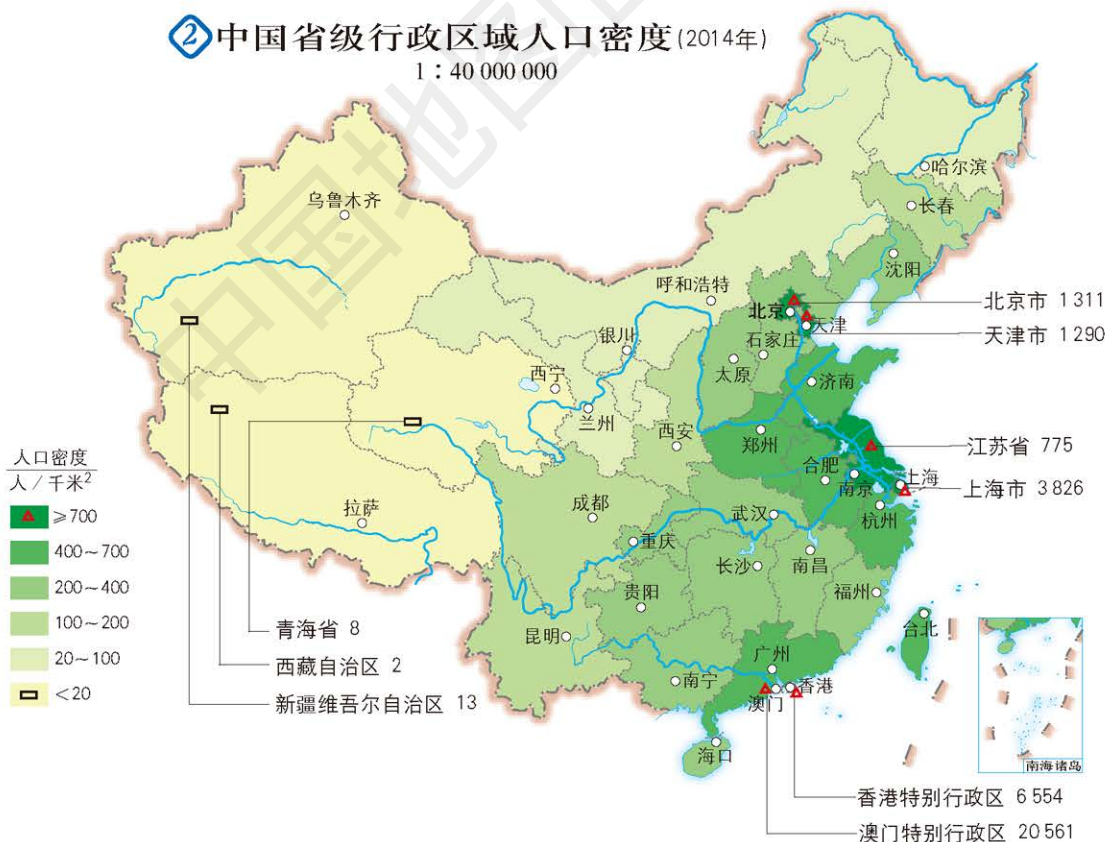 ② 中国省级行政区域人口密度(2014年)
1∶40 000 000
哈尔滨
长春
乌鲁木齐
沈阳
呼和浩特
北京
北京市 1 311
天津
天津市 1 290
银川
石家庄
西宁
太原
济南
兰州
西安
郑州
江苏省 775
合肥
南京
上海
上海市 3 826
人口密度
人/千米²
≥700
400～700
200～400
100～200
20～100
＜20
拉萨
成都
武汉
杭州
重庆
长沙
南昌
贵阳
福州
青海省 8
昆明
台北
西藏自治区 2
广州
新疆维吾尔自治区 13
南宁
香港
澳门
海口
南海诸岛
香港特别行政区 6 554
澳门特别行政区 20 561
中国地图